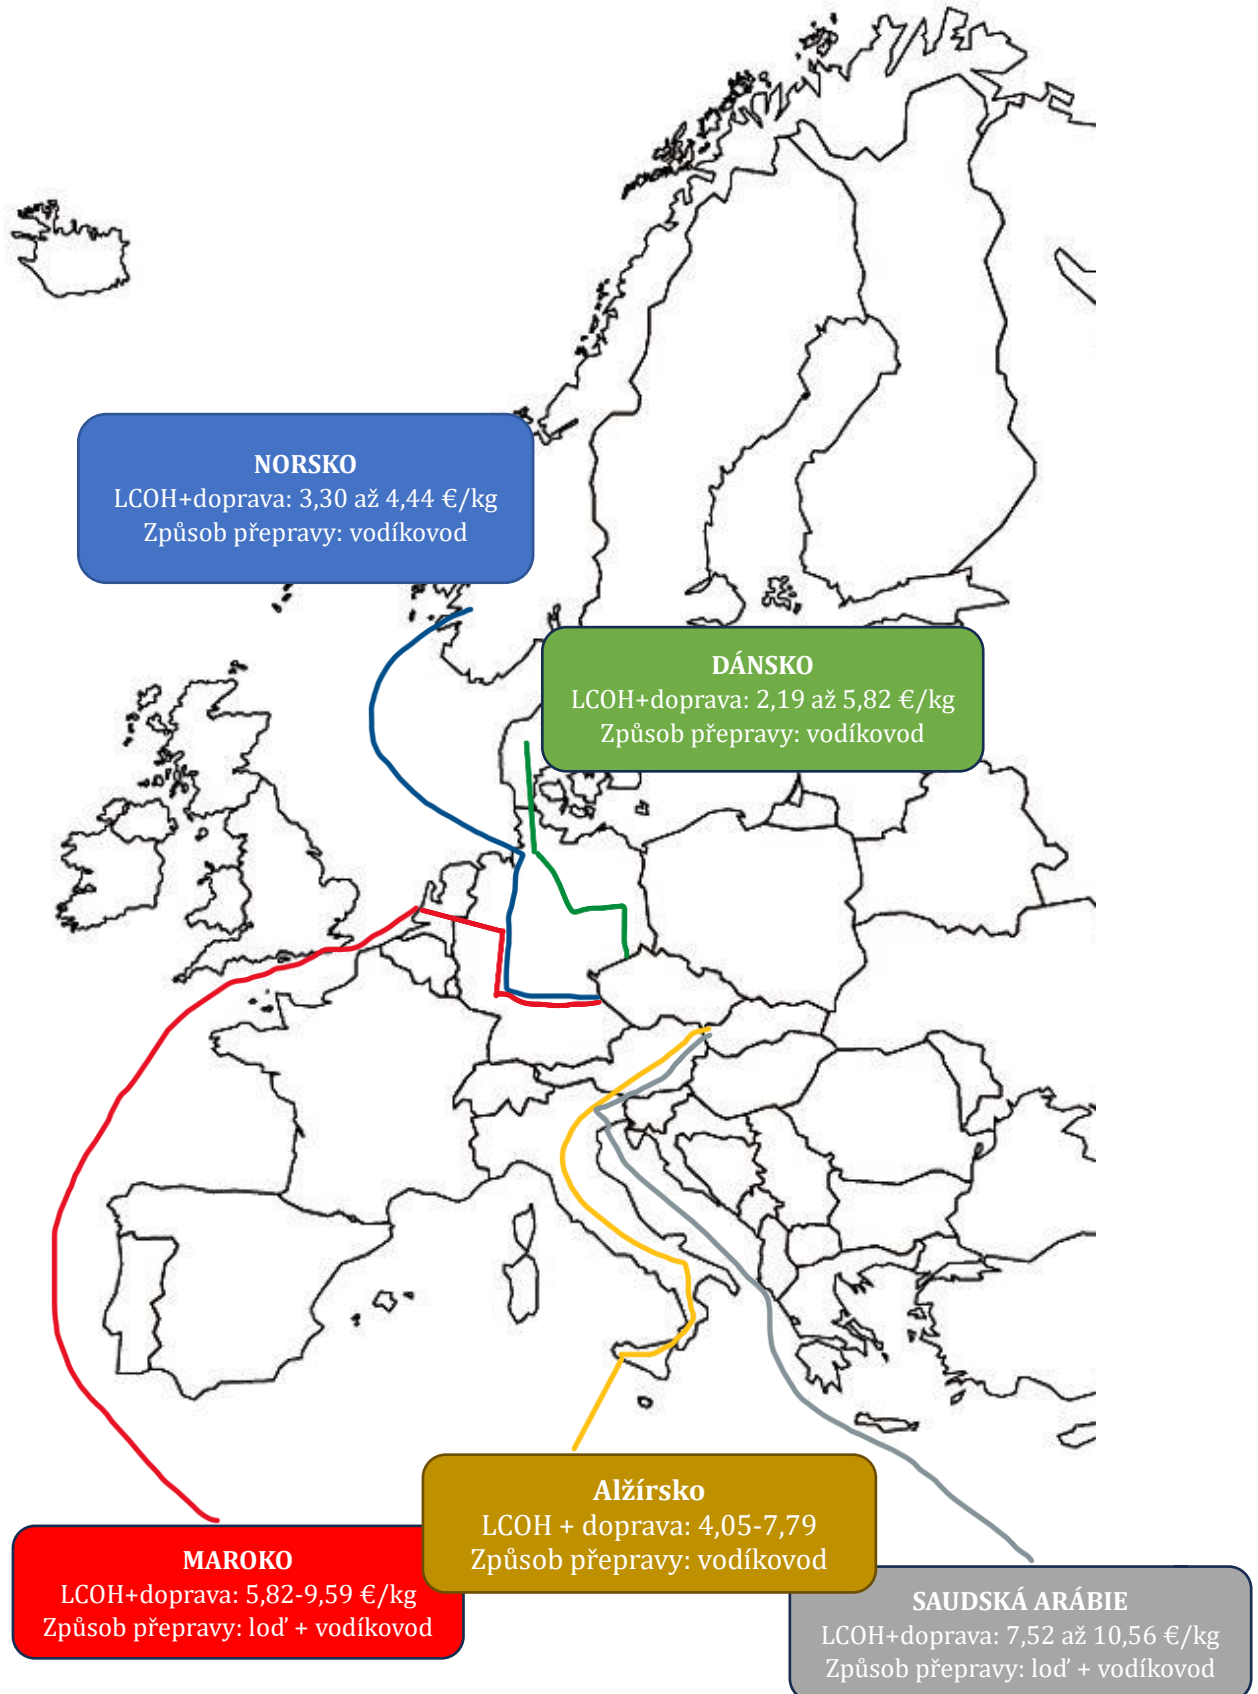 NORSKO
LCOH+doprava: 3,30 až 4,44 €/kg
Způsob přepravy: vodíkovod
DÁNSKO
LCOH+doprava: 2,19 až 5,82 €/kg
Způsob přepravy: vodíkovod
Alžírsko
LCOH + doprava: 4,05-7,79
Způsob přepravy: vodíkovod
MAROKO
LCOH+doprava: 5,82-9,59 €/kg
Způsob přepravy: loď + vodíkovod
SAUDSKÁ ARÁBIE
LCOH+doprava: 7,52 až 10,56 €/kg
Způsob přepravy: loď + vodíkovod